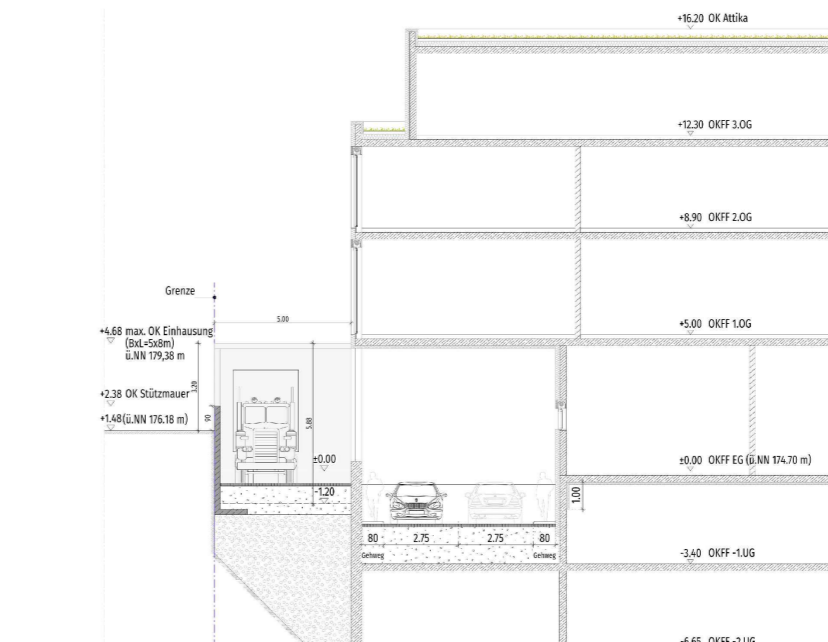 +16.20 OK Attika
+12.30 OKFF 3.OG
+8.90 OKFF 2.OG
Grenze
5.00
+5.00 OKFF 1.OG
+4.68 max. OK Einhausung
(BxL=5x8m)
ü.NN 179,38 m
3.20
+2.38 OK Stützmauer
90
+1.48(ü.NN 176.18 m)
5.88
±0.00
±0.00 OKFF EG (ü.NN 174.70 m)
-1.20
1.00
80 2.75 2.75 80
Gehweg Gehweg
-3.40 OKFF -1.UG
-6.65 OKFF -2.UG